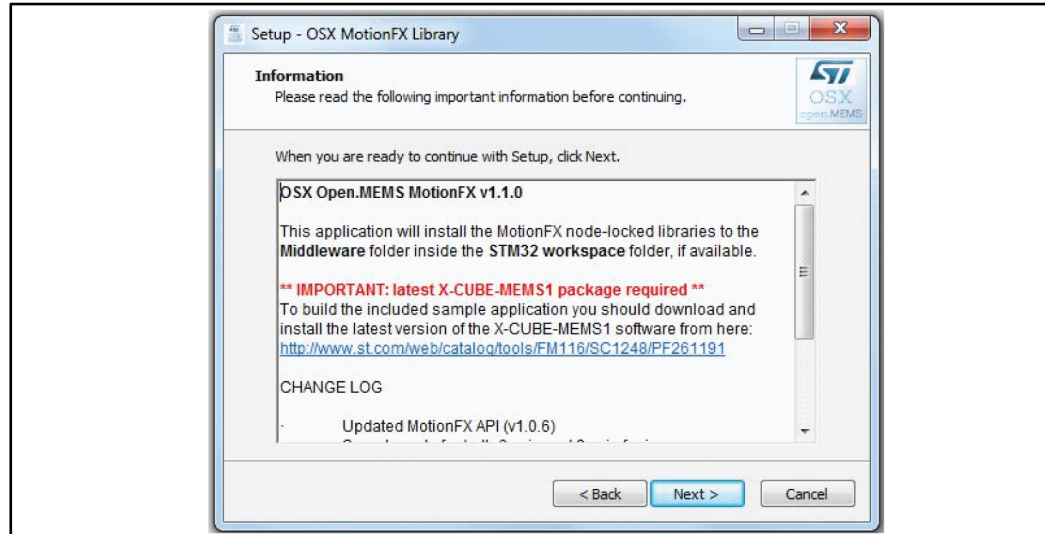 Setup - OSX MotionFX Library
Information
Please read the following important information before continuing.
ST
OSX
open.MEMS
When you are ready to continue with Setup, click Next.
OSX Open.MEMS MotionFX v1.1.0
This application will install the MotionFX node-locked libraries to the
Middleware folder inside the STM32 workspace folder, if available.
** IMPORTANT: latest X-CUBE-MEMS1 package required **
To build the included sample application you should download and
install the latest version of the X-CUBE-MEMS1 software from here:
http://www.st.com/web/catalog/tools/FM116/SC1248/PF261191
CHANGE LOG
· Updated MotionFX API (v1.0.6)
< Back
Next >
Cancel